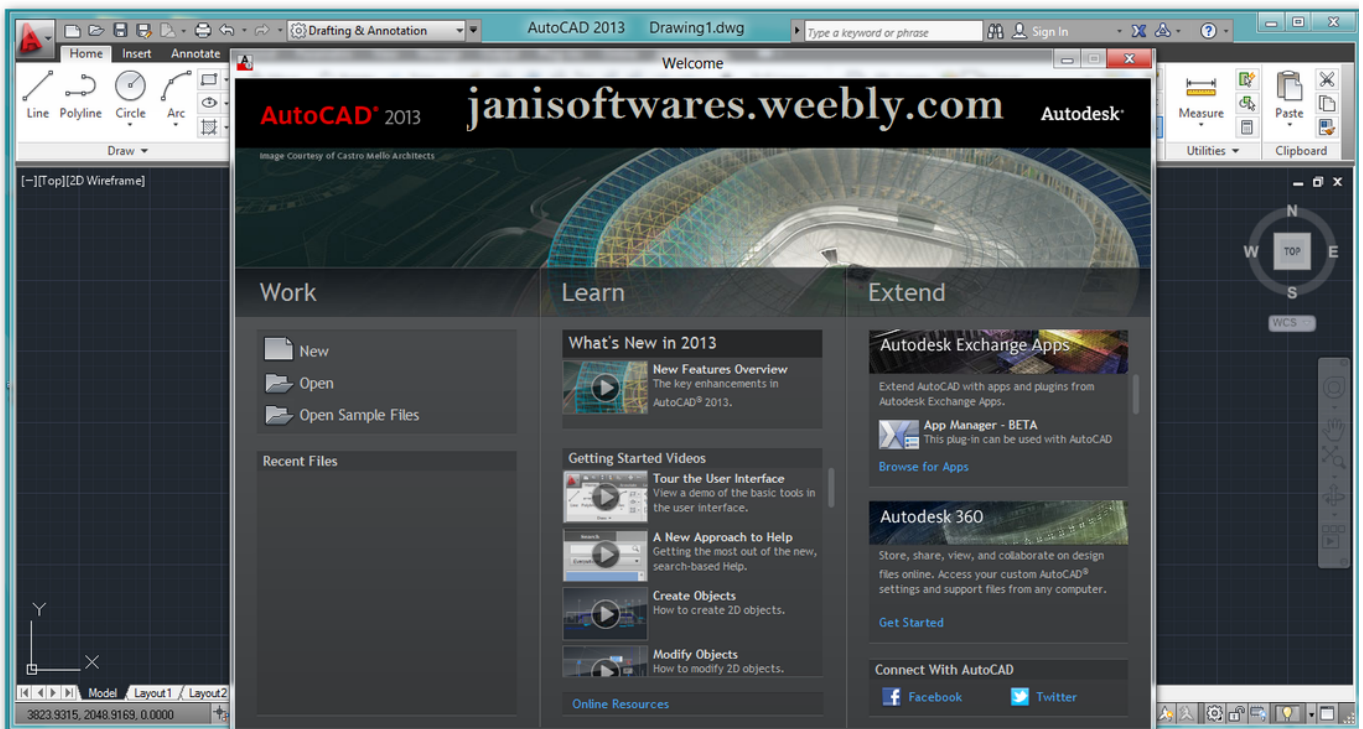 Drafting & Annotation
AutoCAD 2013 Drawing1.dwg
Type a keyword or phrase
Sign In
Home Insert Annotate
Line Polyline Circle Arc
Draw
Measure
Utilities
Paste
Clipboard
Welcome
AutoCAD® 2013
janisoftwares.weebly.com
Autodesk®
Image Courtesy of Castro Mello Architects
[−][Top][2D Wireframe]
N
W TOP E
S
WCS
Work
New
Open
Open Sample Files
Recent Files
Learn
What's New in 2013
New Features Overview
The key enhancements in
AutoCAD® 2013.
Getting Started Videos
Tour the User Interface
View a demo of the basic tools in
the user interface.
A New Approach to Help
Getting the most out of the new,
search-based Help.
Create Objects
How to create 2D objects.
Modify Objects
How to modify 2D objects.
Online Resources
Extend
Autodesk Exchange Apps
Extend AutoCAD with apps and plugins from
Autodesk Exchange Apps.
App Manager - BETA
This plug-in can be used with AutoCAD
Browse for Apps
Autodesk 360
Store, share, view, and collaborate on design
files online. Access your custom AutoCAD®
settings and support files from any computer.
Get Started
Connect With AutoCAD
Facebook Twitter
Y
X
Model Layout1 Layout2
3823.9315, 2048.9169, 0.0000